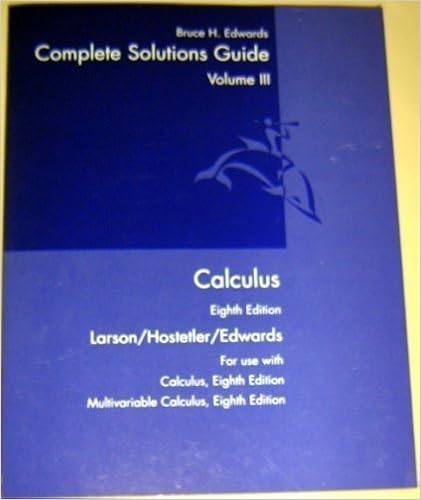 Bruce H. Edwards
Complete Solutions Guide
Volume III
Calculus
Eighth Edition
Larson/Hostetler/Edwards
For use with
Calculus, Eighth Edition
Multivariable Calculus, Eighth Edition